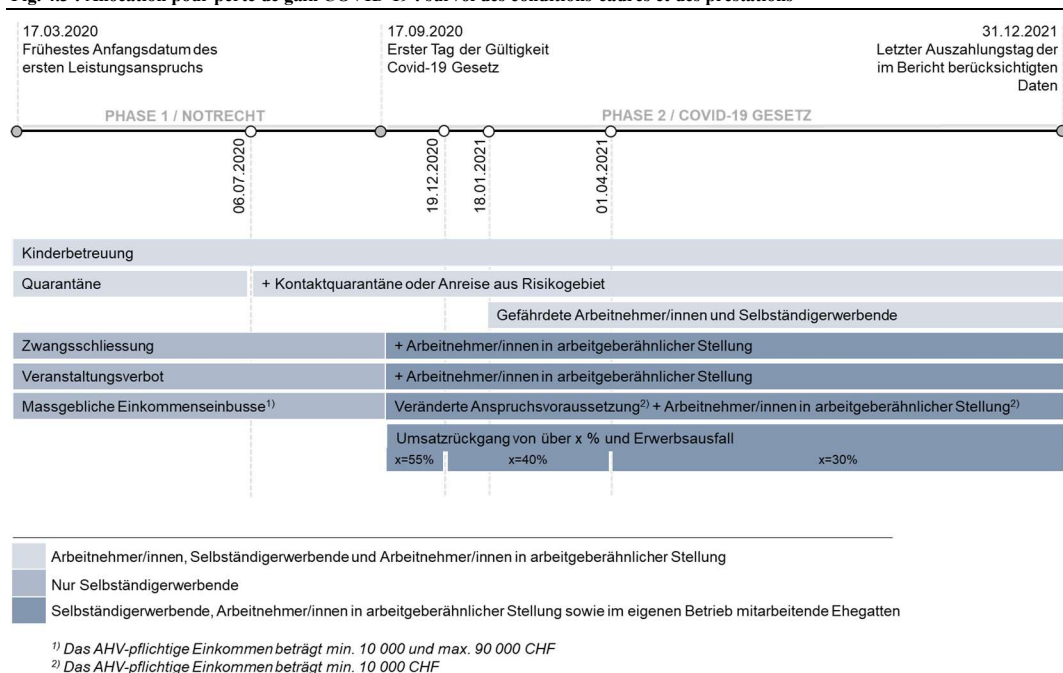 Fig. 4.3 : Allocation pour perte de gain COVID-19 : survol des conditions-cadres et des prestations
17.03.2020
Frühestes Anfangsdatum des
ersten Leistungsanspruchs
17.09.2020
Erster Tag der Gültigkeit
Covid-19 Gesetz
31.12.2021
Letzter Auszahlungstag der
im Bericht berücksichtigten
Daten
PHASE 1 / NOTRECHT
PHASE 2 / COVID-19 GESETZ
06.07.2020
19.12.2020
18.01.2021
01.04.2021
Kinderbetreuung
Quarantäne
+ Kontaktquarantäne oder Anreise aus Risikogebiet
Gefährdete Arbeitnehmer/innen und Selbständigerwerbende
Zwangsschliessung
+ Arbeitnehmer/innen in arbeitgeberähnlicher Stellung
Veranstaltungsverbot
+ Arbeitnehmer/innen in arbeitgeberähnlicher Stellung
Massgebliche Einkommenseinbusse1)
Veränderte Anspruchsvoraussetzung2) + Arbeitnehmer/innen in arbeitgeberähnlicher Stellung2)
Umsatzrückgang von über x % und Erwerbsausfall
x=55%
x=40%
x=30%
Arbeitnehmer/innen, Selbständigerwerbende und Arbeitnehmer/innen in arbeitgeberähnlicher Stellung
Nur Selbständigerwerbende
Selbständigerwerbende, Arbeitnehmer/innen in arbeitgeberähnlicher Stellung sowie im eigenen Betrieb mitarbeitende Ehegatten
1) Das AHV-pflichtige Einkommen beträgt min. 10 000 und max. 90 000 CHF
2) Das AHV-pflichtige Einkommen beträgt min. 10 000 CHF